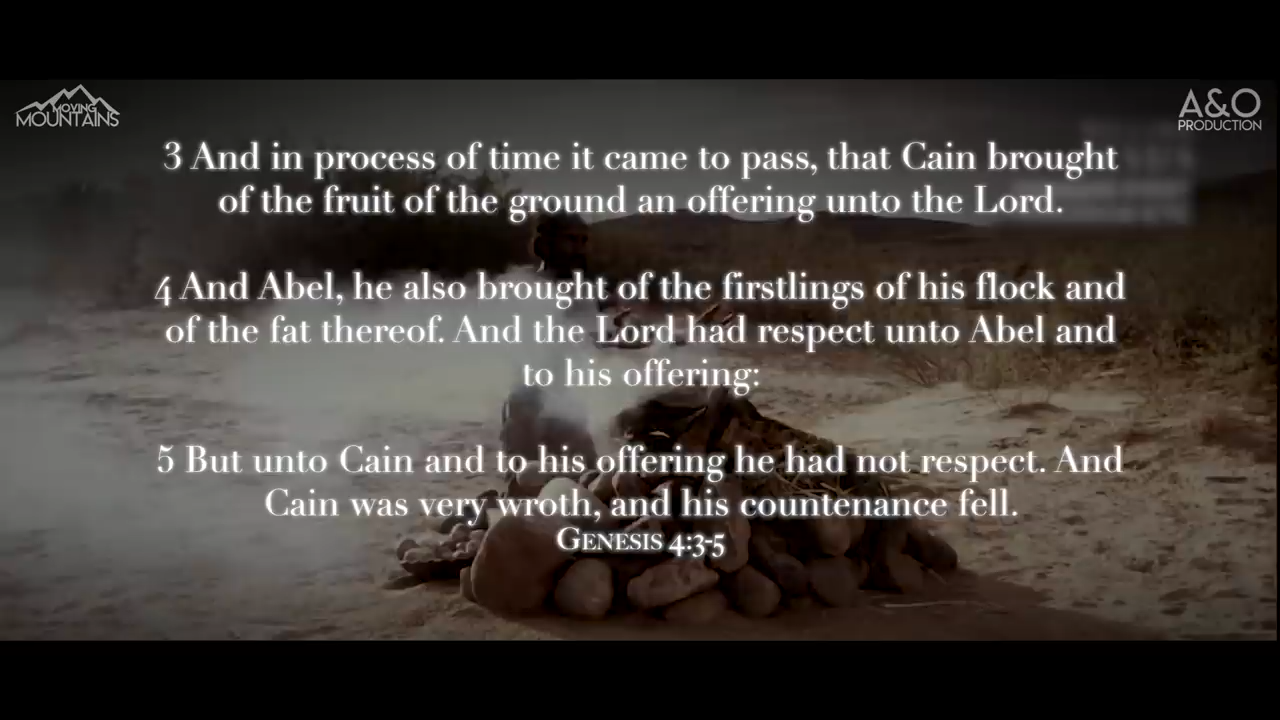 MOVING
MOUNTAINS
A&O
PRODUCTION
3 And in process of time it came to pass, that Cain brought
of the fruit of the ground an offering unto the Lord.
4 And Abel, he also brought of the firstlings of his flock and
of the fat thereof. And the Lord had respect unto Abel and
to his offering:
5 But unto Cain and to his offering he had not respect. And
Cain was very wroth, and his countenance fell.
GENESIS 4:3-5